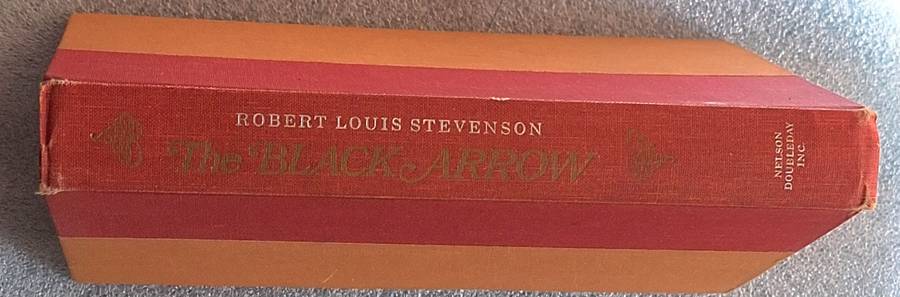 ROBERT LOUIS STEVENSON
The BLACK ARROW
NELSON
DOUBLEDAY
INC.